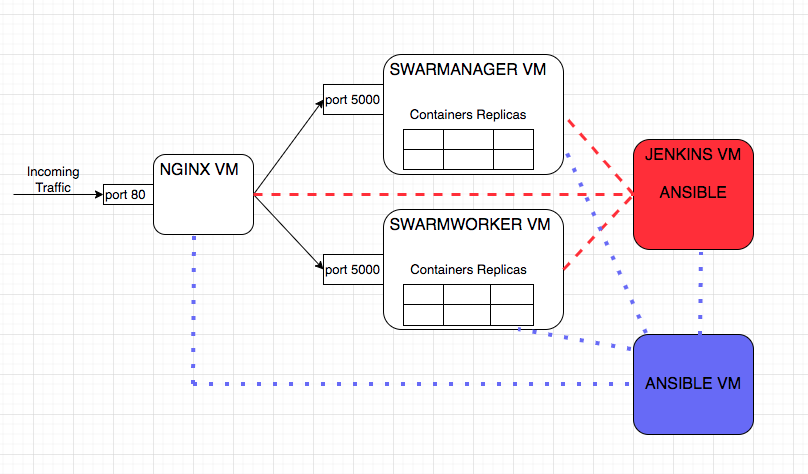 Incoming
Traffic
port 80
NGINX VM
port 5000
SWARMANAGER VM
Containers Replicas
port 5000
SWARMWORKER VM
Containers Replicas
JENKINS VM
ANSIBLE
ANSIBLE VM